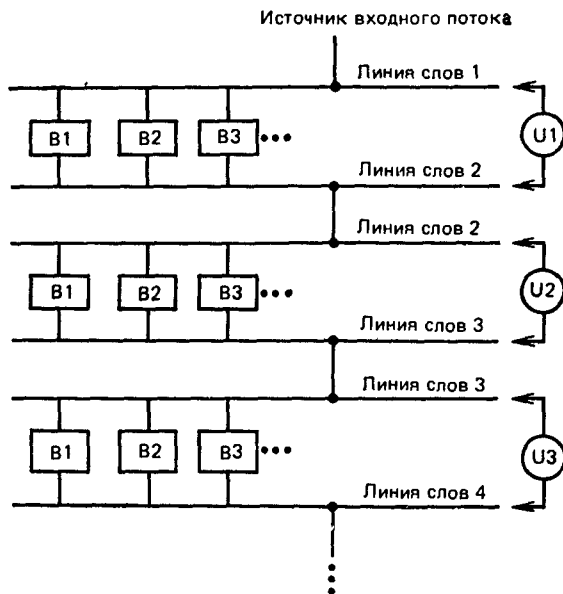 Источник входного потока
Линия слов 1
B1 B2 B3 ••• U1
Линия слов 2
Линия слов 2
B1 B2 B3 ••• U2
Линия слов 3
Линия слов 3
B1 B2 B3 ••• U3
Линия слов 4